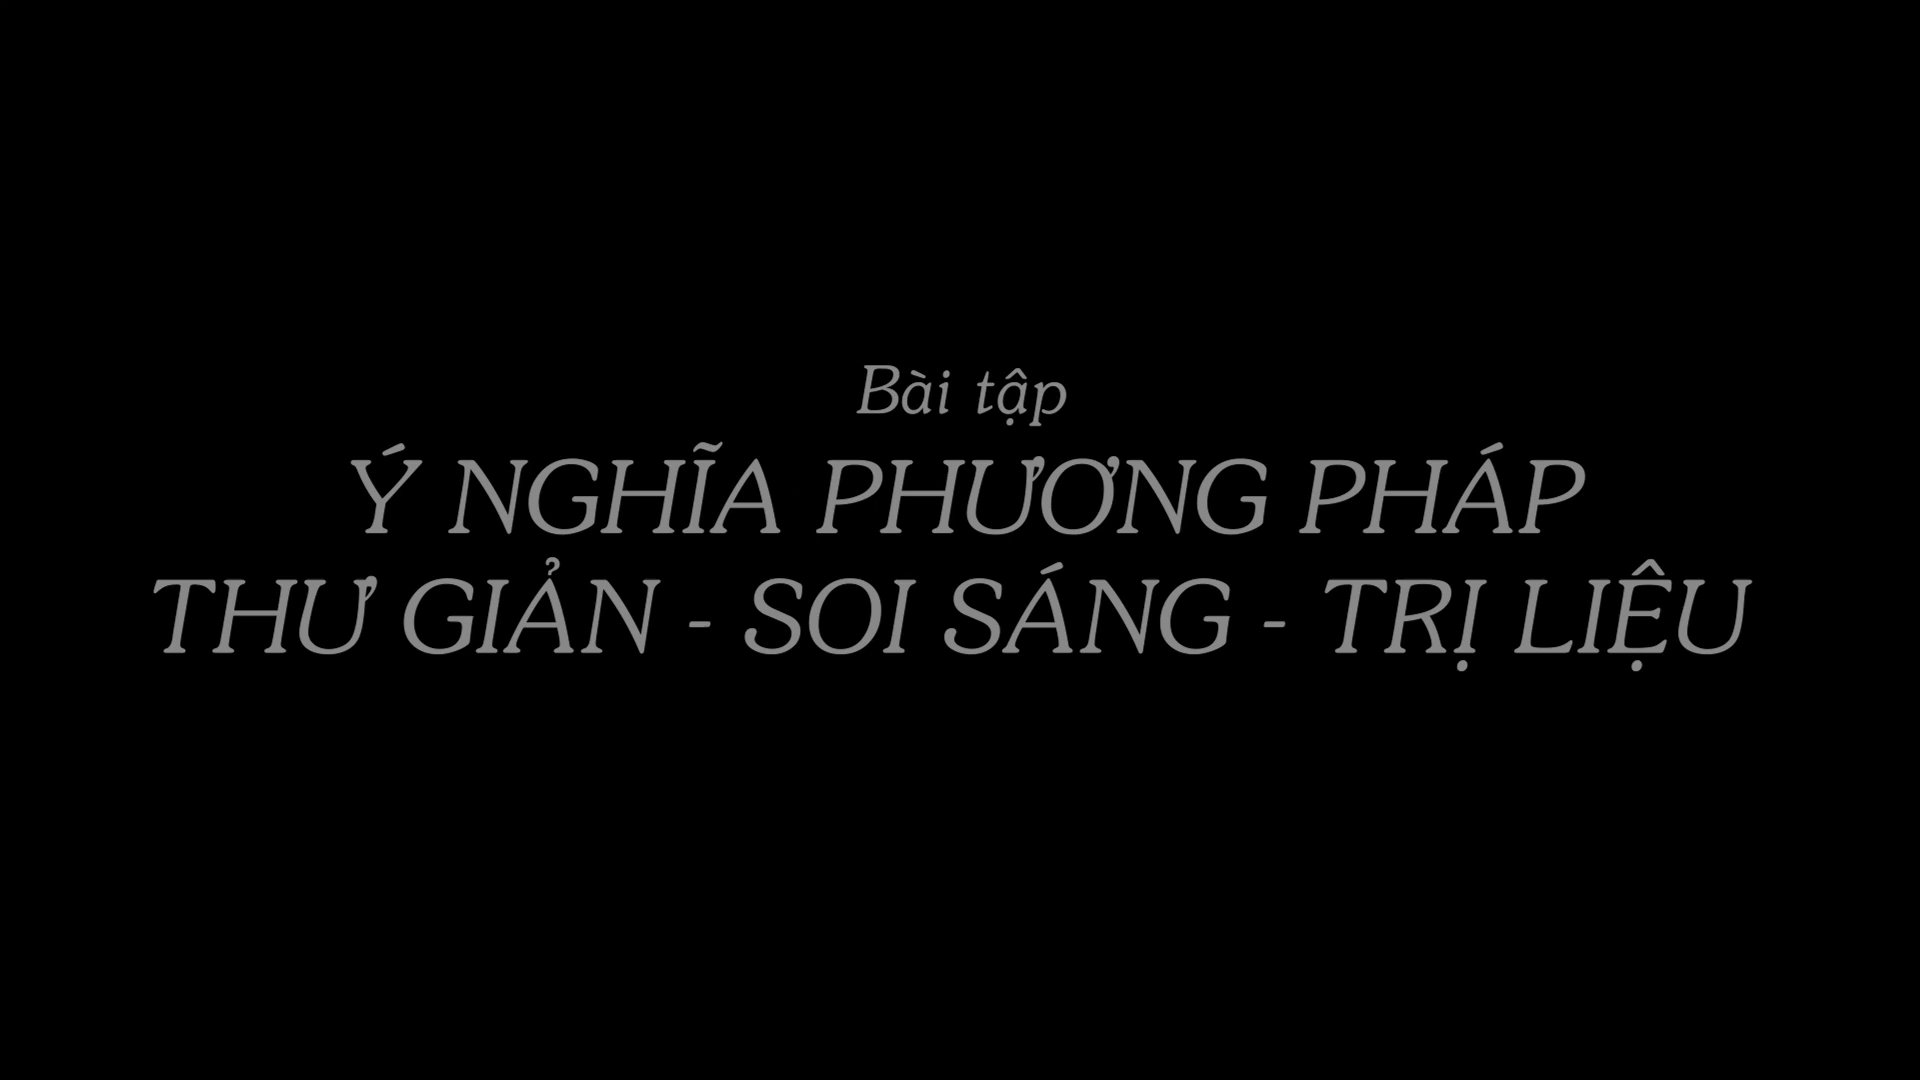 Bài tập
Ý NGHĨA PHƯƠNG PHÁP
THƯ GIẢN - SOI SÁNG - TRỊ LIỆU